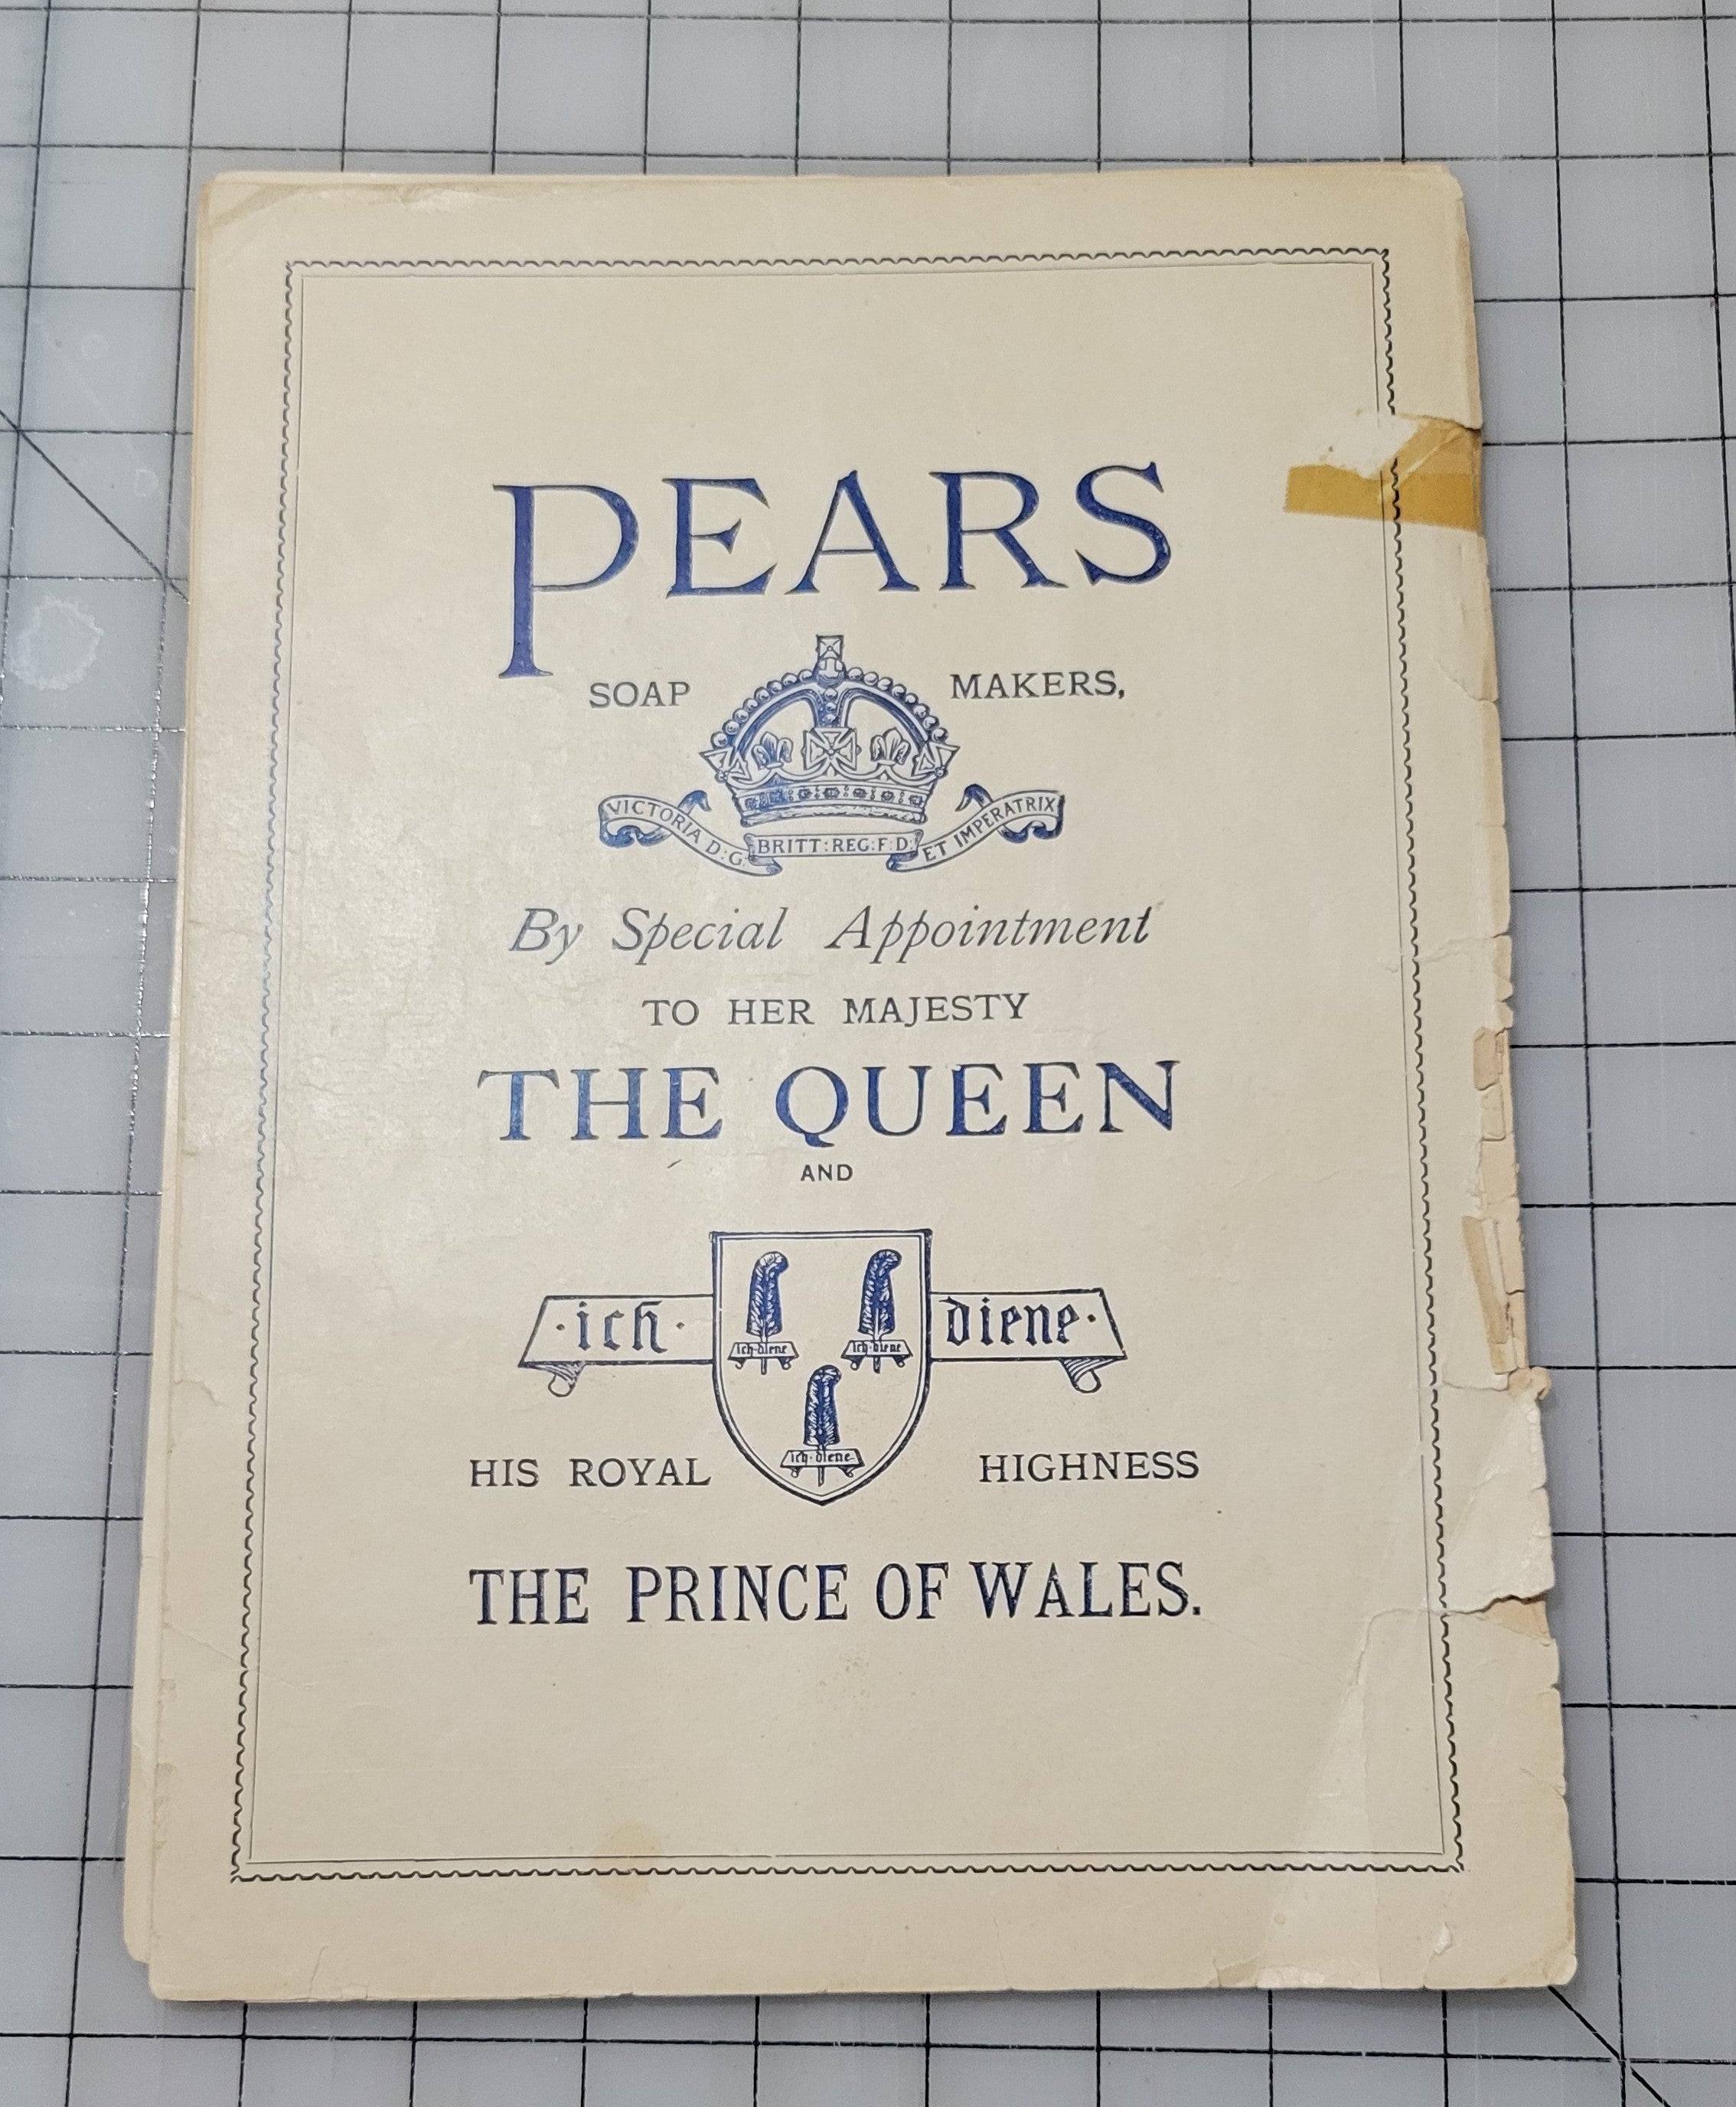 PEARS
SOAP MAKERS,
VICTORIA D:G: BRITT:REG:F:D: ET IMPERATRIX
By Special Appointment
TO HER MAJESTY
THE QUEEN
AND
·ich· diene·
ich·diene ich·diene
ich·diene
HIS ROYAL HIGHNESS
THE PRINCE OF WALES.